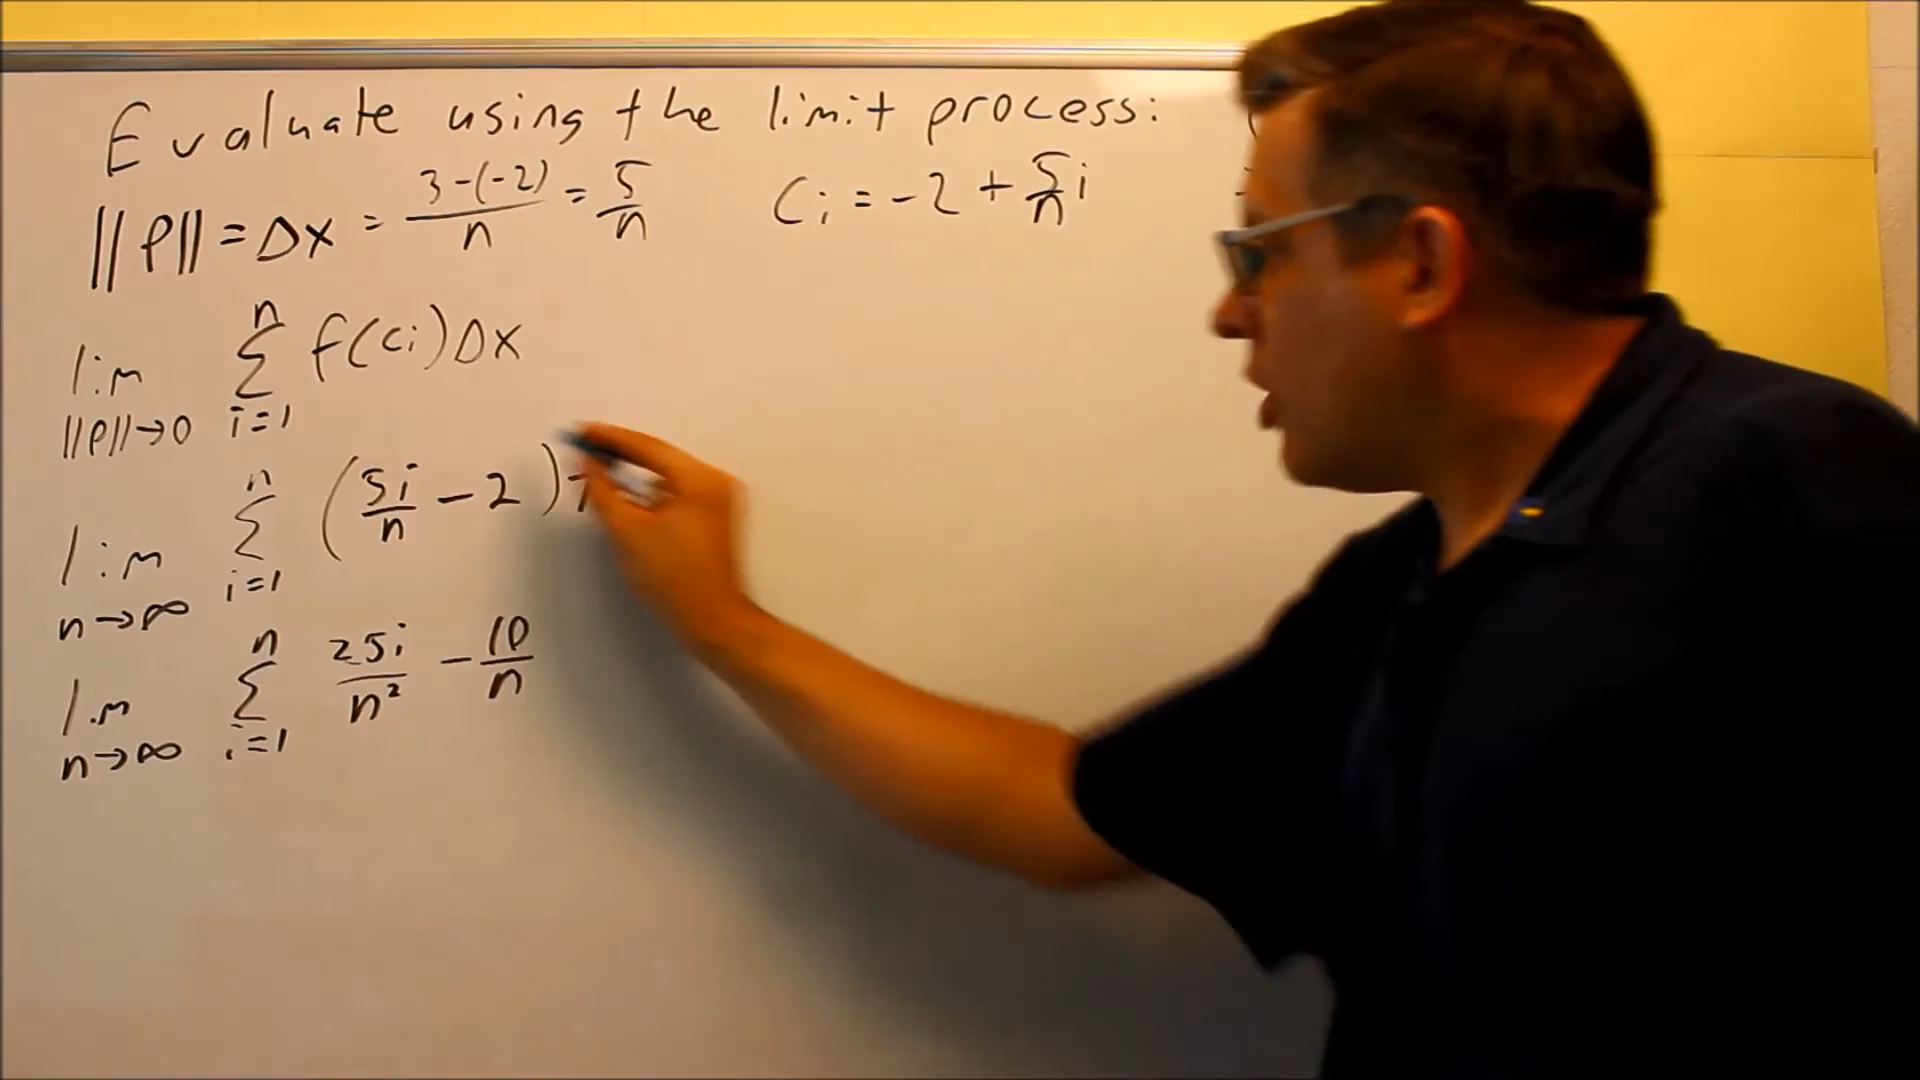 Evaluate using the limit process:
||P|| = Δx = 3-(-2)/n = 5/n   ci = -2 + 5/n i
lim ||P||→0 n Σ i=1 f(ci)Δx
lim n→∞ n Σ i=1 (5i/n - 2)
lim n→∞ n Σ i=1 25i/n² - 10/n